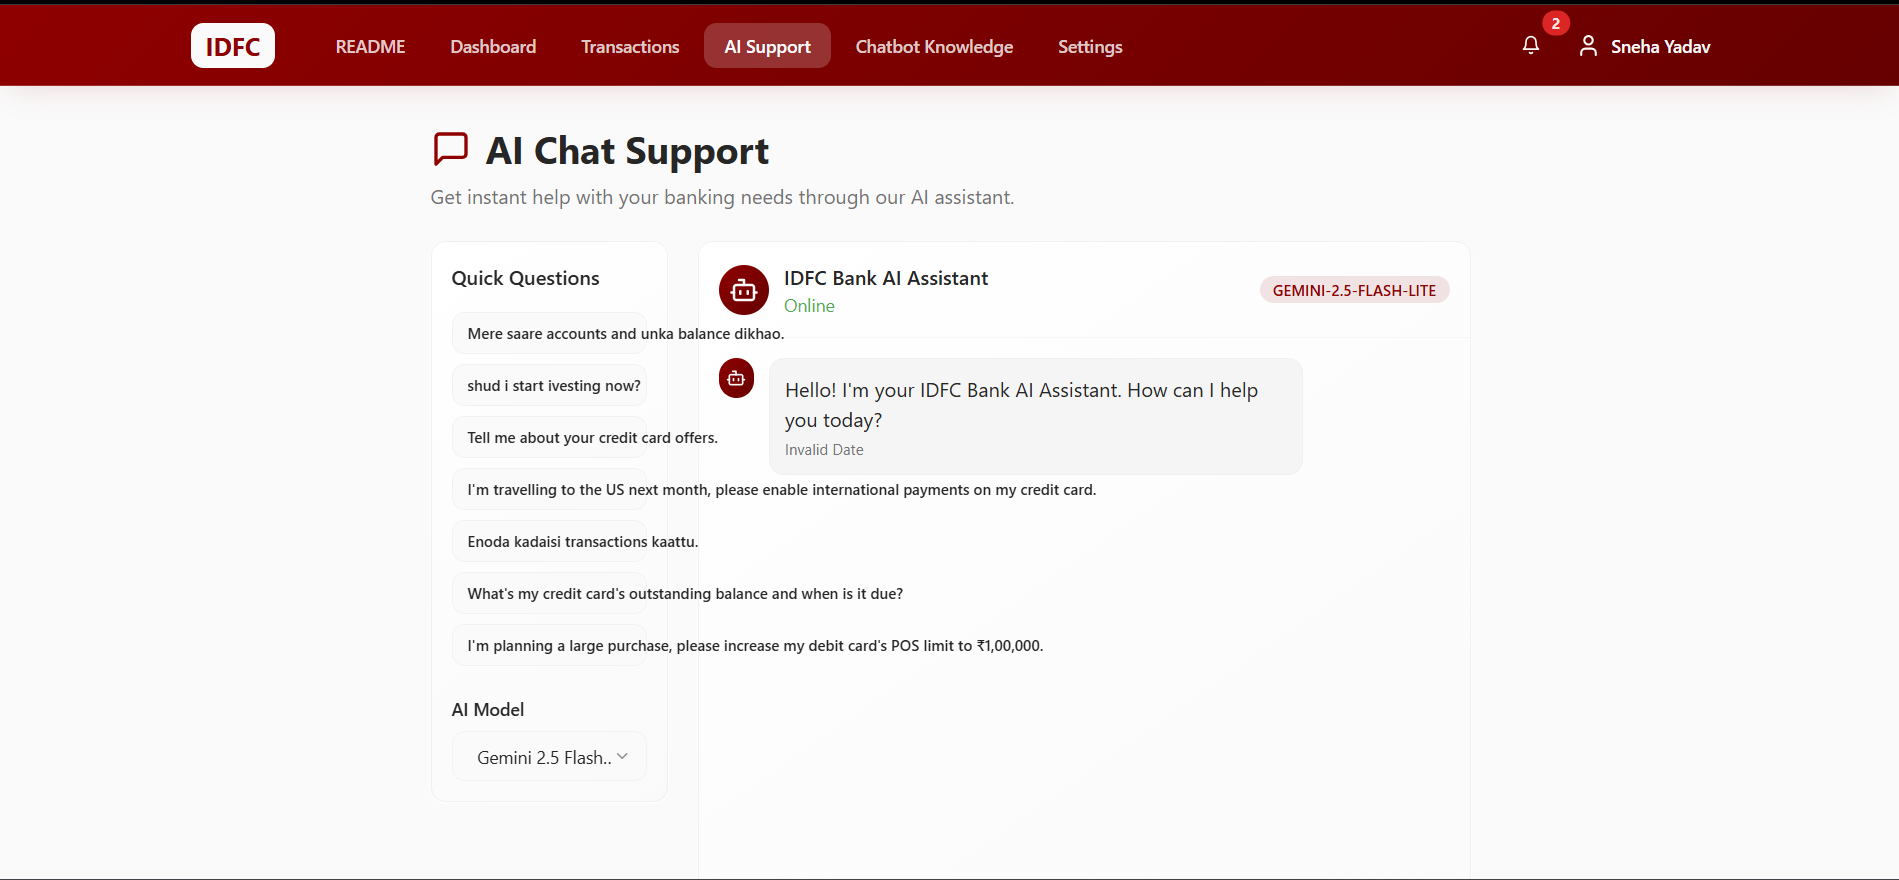 IDFC
README
Dashboard
Transactions
AI Support
Chatbot Knowledge
Settings
2
Sneha Yadav
AI Chat Support
Get instant help with your banking needs through our AI assistant.
Quick Questions
Mere saare accounts and unka balance dikhao.
shud i start ivesting now?
Tell me about your credit card offers.
I'm travelling to the US next month, please enable international payments on my credit card.
Enoda kadaisi transactions kaattu.
What's my credit card's outstanding balance and when is it due?
I'm planning a large purchase, please increase my debit card's POS limit to ₹1,00,000.
AI Model
Gemini 2.5 Flash..
IDFC Bank AI Assistant
Online
GEMINI-2.5-FLASH-LITE
Hello! I'm your IDFC Bank AI Assistant. How can I help
you today?
Invalid Date